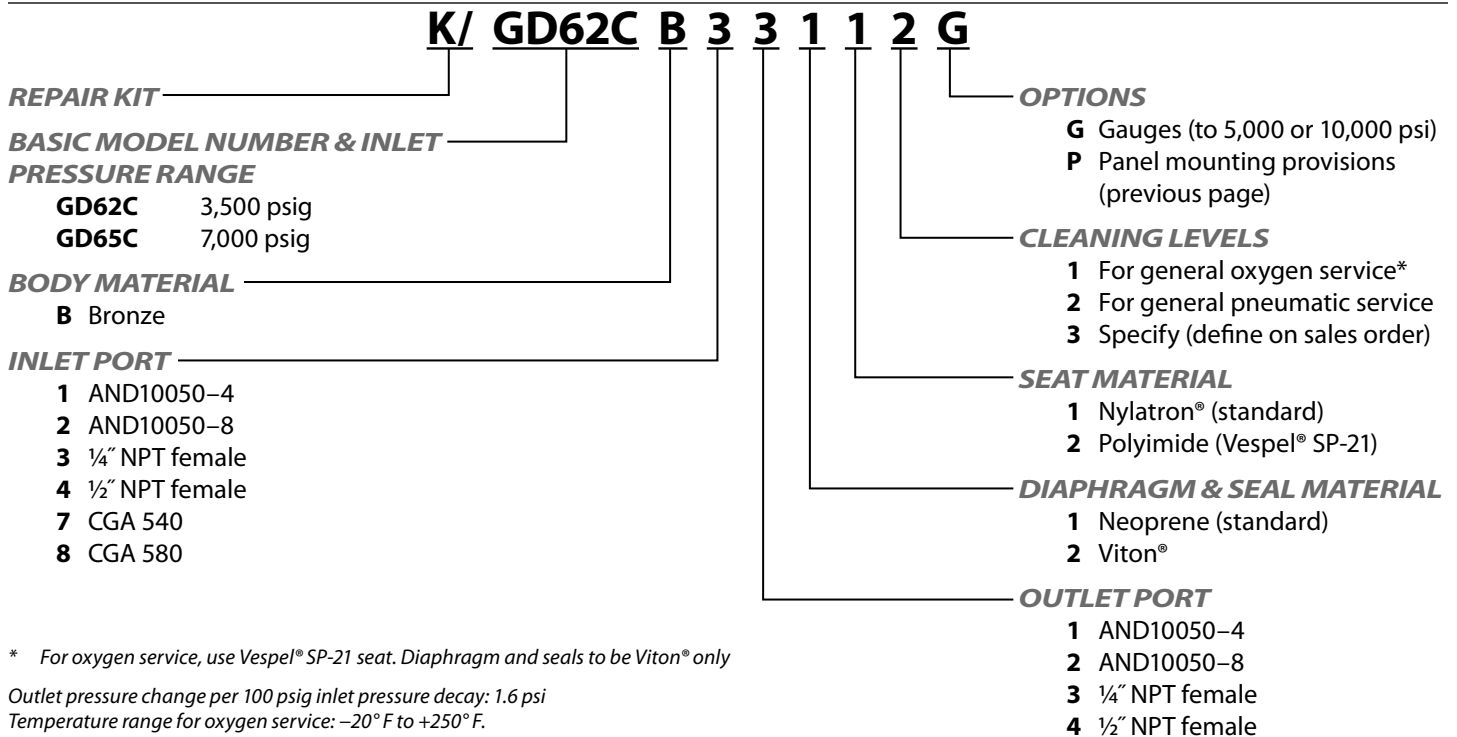 K/ GD62C B 3 3 1 1 2 G
REPAIR KIT
BASIC MODEL NUMBER & INLET
PRESSURE RANGE
GD62C 3,500 psig
GD65C 7,000 psig
BODY MATERIAL
B Bronze
INLET PORT
1 AND10050–4
2 AND10050–8
3 ¼˝ NPT female
4 ½˝ NPT female
7 CGA 540
8 CGA 580
* For oxygen service, use Vespel® SP-21 seat. Diaphragm and seals to be Viton® only
Outlet pressure change per 100 psig inlet pressure decay: 1.6 psi
Temperature range for oxygen service: –20° F to +250° F.
OPTIONS
G Gauges (to 5,000 or 10,000 psi)
P Panel mounting provisions
(previous page)
CLEANING LEVELS
1 For general oxygen service*
2 For general pneumatic service
3 Specify (define on sales order)
SEAT MATERIAL
1 Nylatron® (standard)
2 Polyimide (Vespel® SP-21)
DIAPHRAGM & SEAL MATERIAL
1 Neoprene (standard)
2 Viton®
OUTLET PORT
1 AND10050–4
2 AND10050–8
3 ¼˝ NPT female
4 ½˝ NPT female